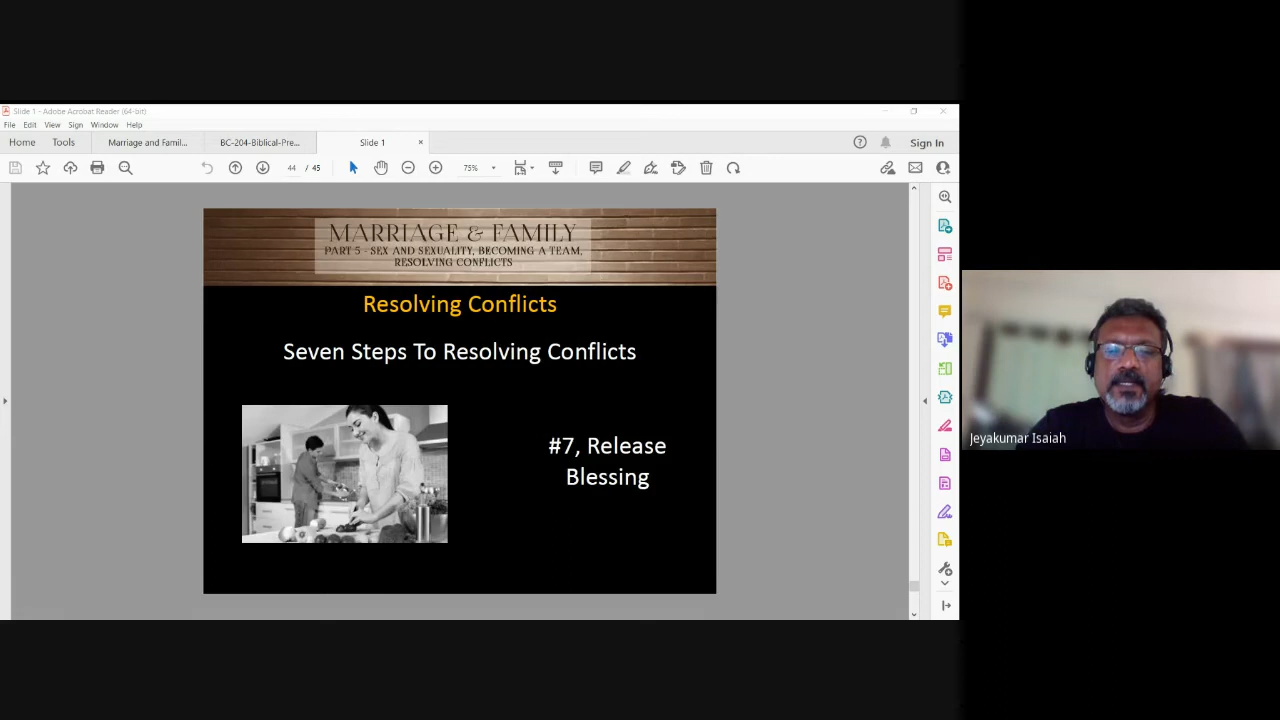 Slide 1 - Adobe Acrobat Reader (64-bit)
File Edit View Sign Window Help
Home Tools Marriage and Famil... BC-204-Biblical-Pre... Slide 1 Sign In
44 / 45 75%
MARRIAGE & FAMILY
PART 5 - SEX AND SEXUALITY, BECOMING A TEAM,
RESOLVING CONFLICTS
Resolving Conflicts
Seven Steps To Resolving Conflicts
#7, Release
Blessing
Jeyakumar Isaiah